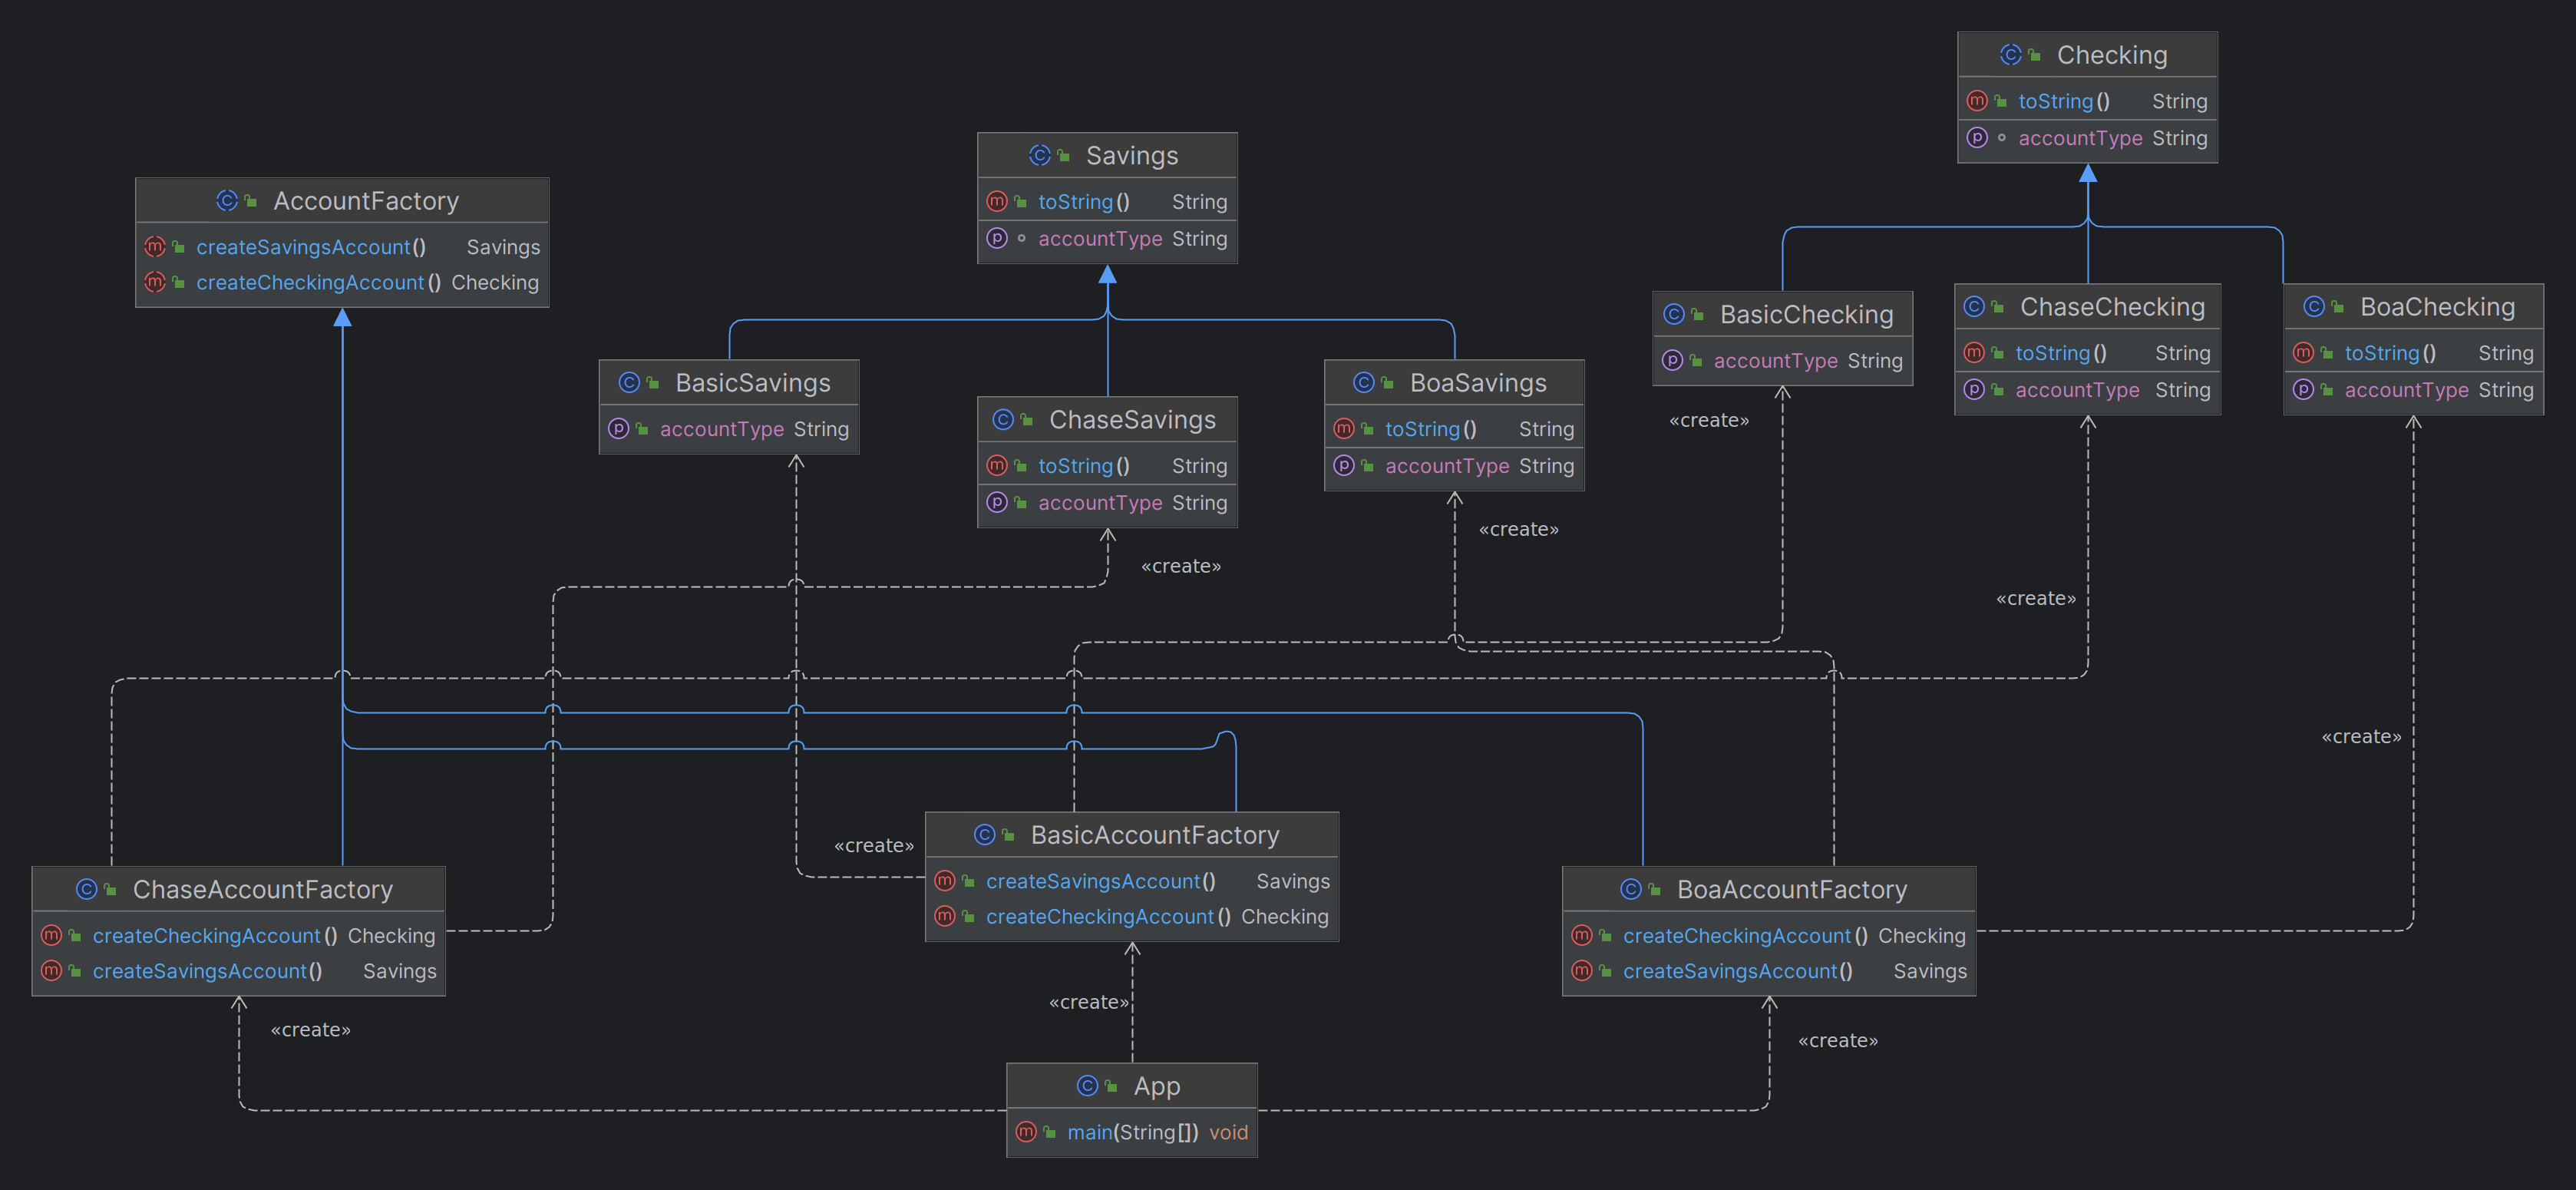 Checking
toString() String
accountType String
Savings
toString() String
accountType String
AccountFactory
createSavingsAccount() Savings
createCheckingAccount() Checking
BasicChecking
accountType String
ChaseChecking
toString() String
accountType String
BoaChecking
toString() String
accountType String
BasicSavings
accountType String
ChaseSavings
toString() String
accountType String
BoaSavings
toString() String
accountType String
«create»
«create»
«create»
«create»
«create»
«create»
BasicAccountFactory
createSavingsAccount() Savings
createCheckingAccount() Checking
ChaseAccountFactory
createCheckingAccount() Checking
createSavingsAccount() Savings
BoaAccountFactory
createCheckingAccount() Checking
createSavingsAccount() Savings
«create»
«create»
«create»
App
main(String[]) void